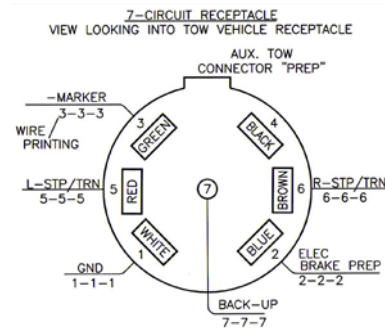 7-CIRCUIT RECEPTACLE
VIEW LOOKING INTO TOW VEHICLE RECEPTACLE
AUX. TOW
CONNECTOR "PREP"
-MARKER
3-3-3
WIRE
PRINTING
3
GREEN
4
BLACK
L-STP/TRN
5-5-5
5
RED
7
BROWN
6
R-STP/TRN
6-6-6
WHITE
1
BLUE
2
GND
1-1-1
ELEC
BRAKE PREP
2-2-2
BACK-UP
7-7-7